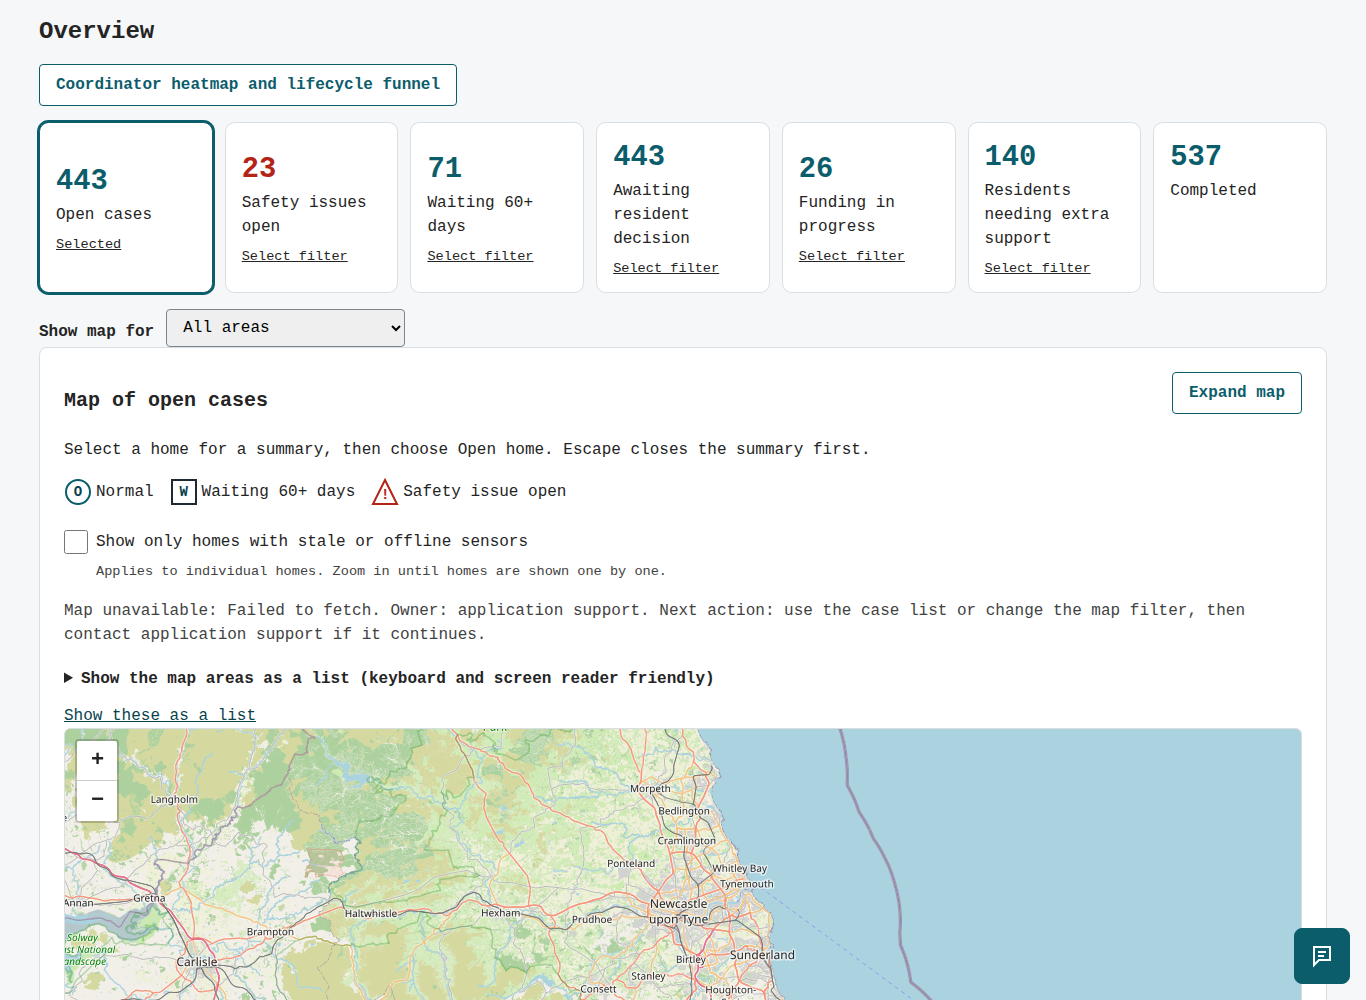 Overview
Coordinator heatmap and lifecycle funnel
443
Open cases
Selected
23
Safety issues
open
Select filter
71
Waiting 60+
days
Select filter
443
Awaiting
resident
decision
Select filter
26
Funding in
progress
Select filter
140
Residents
needing extra
support
Select filter
537
Completed
Show map for All areas
Map of open cases
Expand map
Select a home for a summary, then choose Open home. Escape closes the summary first.
O Normal W Waiting 60+ days ! Safety issue open
Show only homes with stale or offline sensors
Applies to individual homes. Zoom in until homes are shown one by one.
Map unavailable: Failed to fetch. Owner: application support. Next action: use the case list or change the map filter, then
contact application support if it continues.
Show the map areas as a list (keyboard and screen reader friendly)
Show these as a list
+
−
Langholm
Morpeth
Bedlington
Cramlington
Ponteland
Whitley Bay
Tynemouth
Gretna
Annan
Haltwhistle
Hexham
Prudhoe
Newcastle
upon Tyne
Brampton
Solway
st National
andscape
Carlisle
Birtley
Sunderland
Stanley
Consett
Houghton-